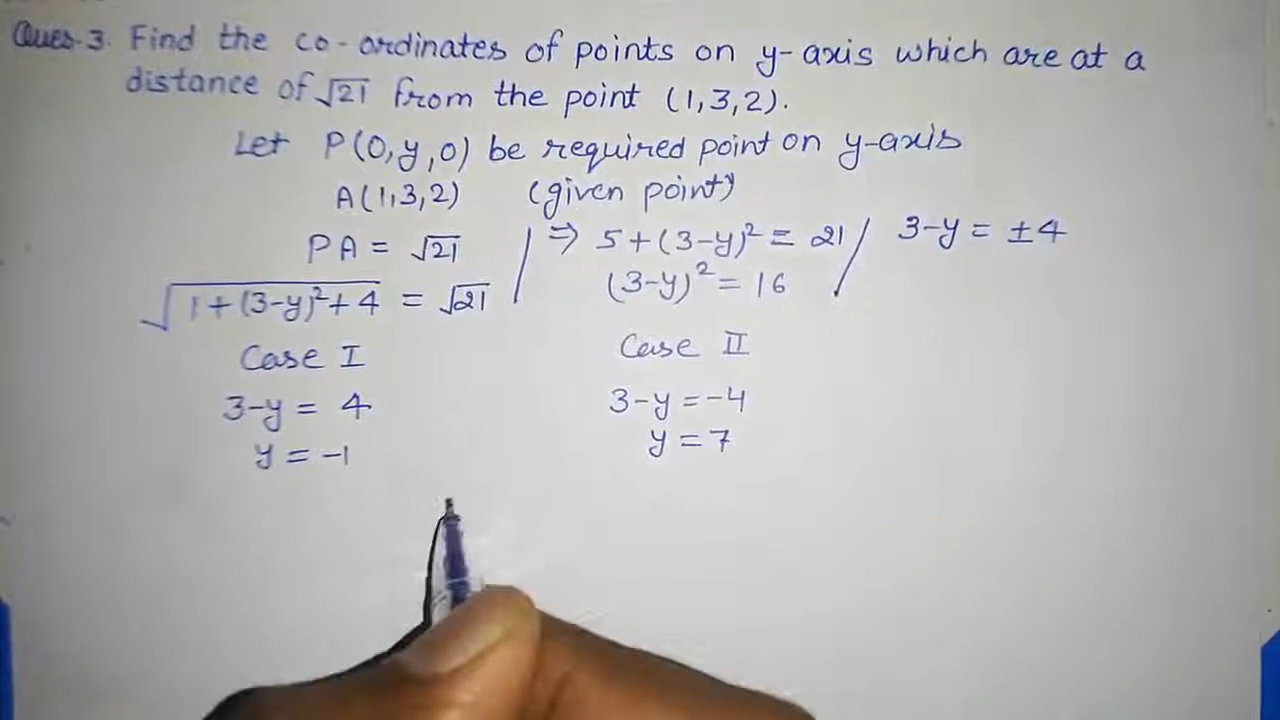 Ques.3. Find the co-ordinates of points on y-axis which are at a
distance of √21 from the point (1,3,2).
Let P(0,y,0) be required point on y-axis
A(1,3,2) (given point)
PA = √21
√1+(3-y)²+4 = √21
⇒ 5+(3-y)² = 21
(3-y)² = 16
3-y = ±4
Case I
3-y = 4
y = -1
Case II
3-y = -4
y = 7